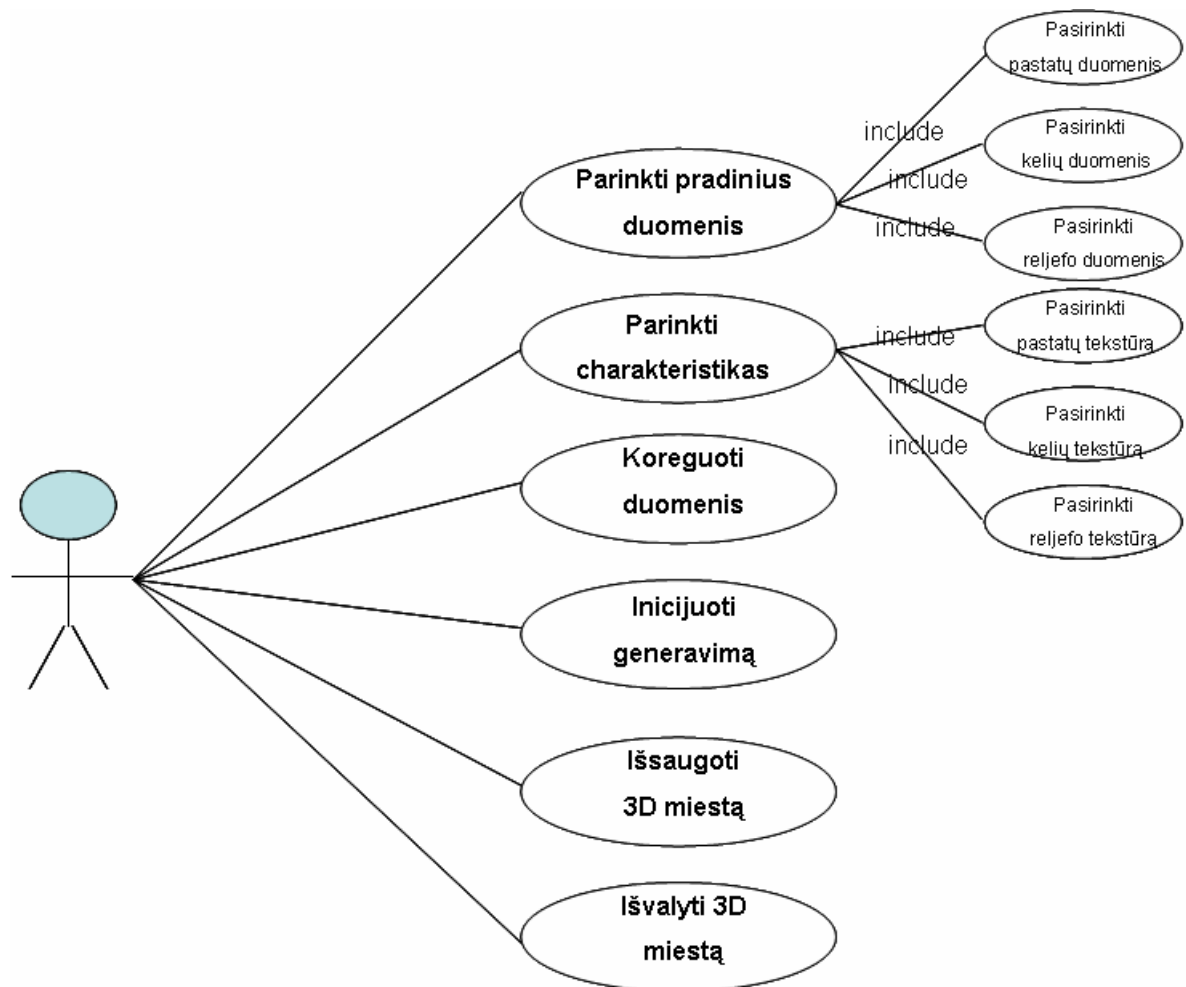 Pasirinkti
pastatų duomenis
include
Pasirinkti
kelių duomenis
Parinkti pradinius
duomenis
include
include
Pasirinkti
reljefo duomenis
Parinkti
charakteristikas
include
include
include
Pasirinkti
pastatų tekstūrą
Pasirinkti
kelių tekstūrą
Pasirinkti
reljefo tekstūrą
Koreguoti
duomenis
Inicijuoti
generavimą
Išsaugoti
3D miestą
Išvalyti 3D
miestą